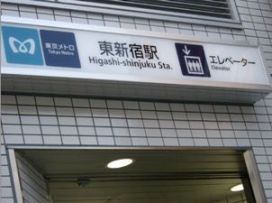 東京メトロ
Tokyo Metro
東新宿駅
Higashi-shinjuku Sta.
エレベーター
Elevator